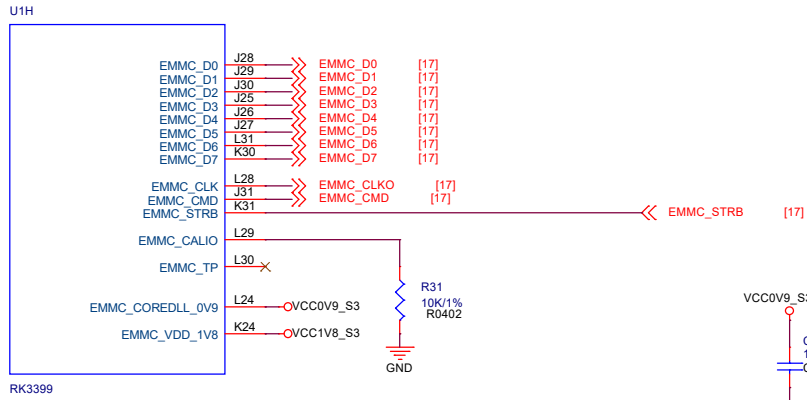 U1H
EMMC_D0 J28 EMMC_D0 [17]
EMMC_D1 J29 EMMC_D1 [17]
EMMC_D2 J30 EMMC_D2 [17]
EMMC_D3 J25 EMMC_D3 [17]
EMMC_D4 J26 EMMC_D4 [17]
EMMC_D5 J27 EMMC_D5 [17]
EMMC_D6 L31 EMMC_D6 [17]
EMMC_D7 K30 EMMC_D7 [17]
EMMC_CLK L28 EMMC_CLKO [17]
EMMC_CMD J31 EMMC_CMD [17]
EMMC_STRB K31 EMMC_STRB [17]
EMMC_CALIO L29
EMMC_TP L30
R31
10K/1%
R0402
GND
EMMC_COREDLL_0V9 L24 VCC0V9_S3
EMMC_VDD_1V8 K24 VCC1V8_S3
VCC0V9_S3
RK3399